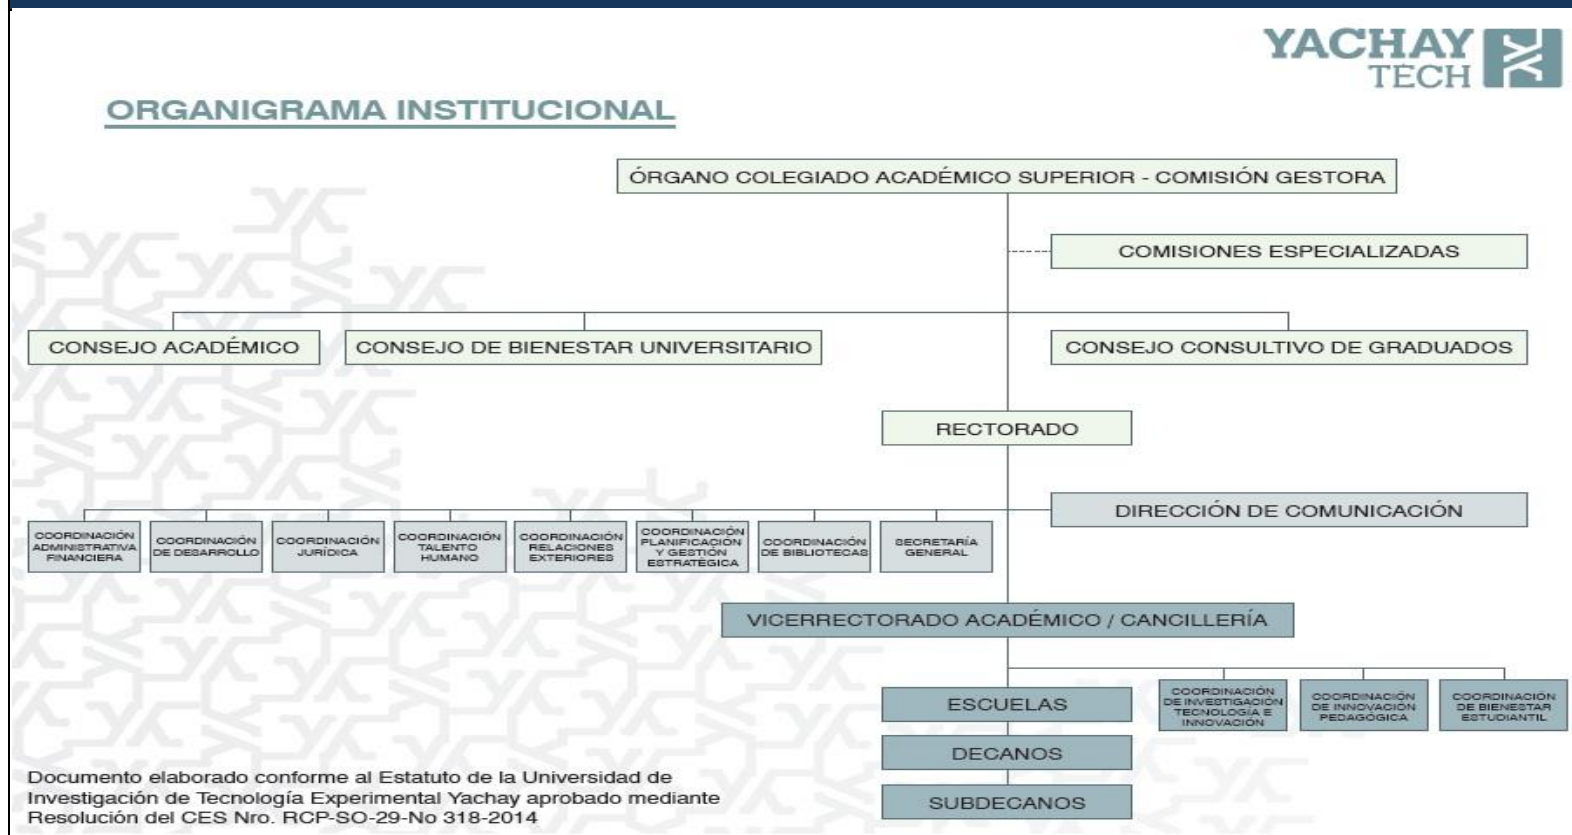 YACHAY
TECH
ORGANIGRAMA INSTITUCIONAL
ÓRGANO COLEGIADO ACADÉMICO SUPERIOR - COMISIÓN GESTORA
COMISIONES ESPECIALIZADAS
CONSEJO ACADÉMICO
CONSEJO DE BIENESTAR UNIVERSITARIO
CONSEJO CONSULTIVO DE GRADUADOS
RECTORADO
DIRECCIÓN DE COMUNICACIÓN
COORDINACIÓN
ADMINISTRATIVA
FINANCIERA
COORDINACIÓN
DE DESARROLLO
COORDINACIÓN
JURÍDICA
COORDINACIÓN
TALENTO
HUMANO
COORDINACIÓN
RELACIONES
EXTERIORES
COORDINACIÓN
PLANIFICACIÓN
Y GESTIÓN
ESTRATÉGICA
COORDINACIÓN
DE BIBLIOTECAS
SECRETARÍA
GENERAL
VICERRECTORADO ACADÉMICO / CANCILLERÍA
ESCUELAS
COORDINACIÓN
DE INVESTIGACIÓN
TECNOLOGÍA E
INNOVACIÓN
COORDINACIÓN
DE INNOVACIÓN
PEDAGÓGICA
COORDINACIÓN
DE BIENESTAR
ESTUDIANTIL
DECANOS
SUBDECANOS
Documento elaborado conforme al Estatuto de la Universidad de
Investigación de Tecnología Experimental Yachay aprobado mediante
Resolución del CES Nro. RCP-SO-29-No 318-2014